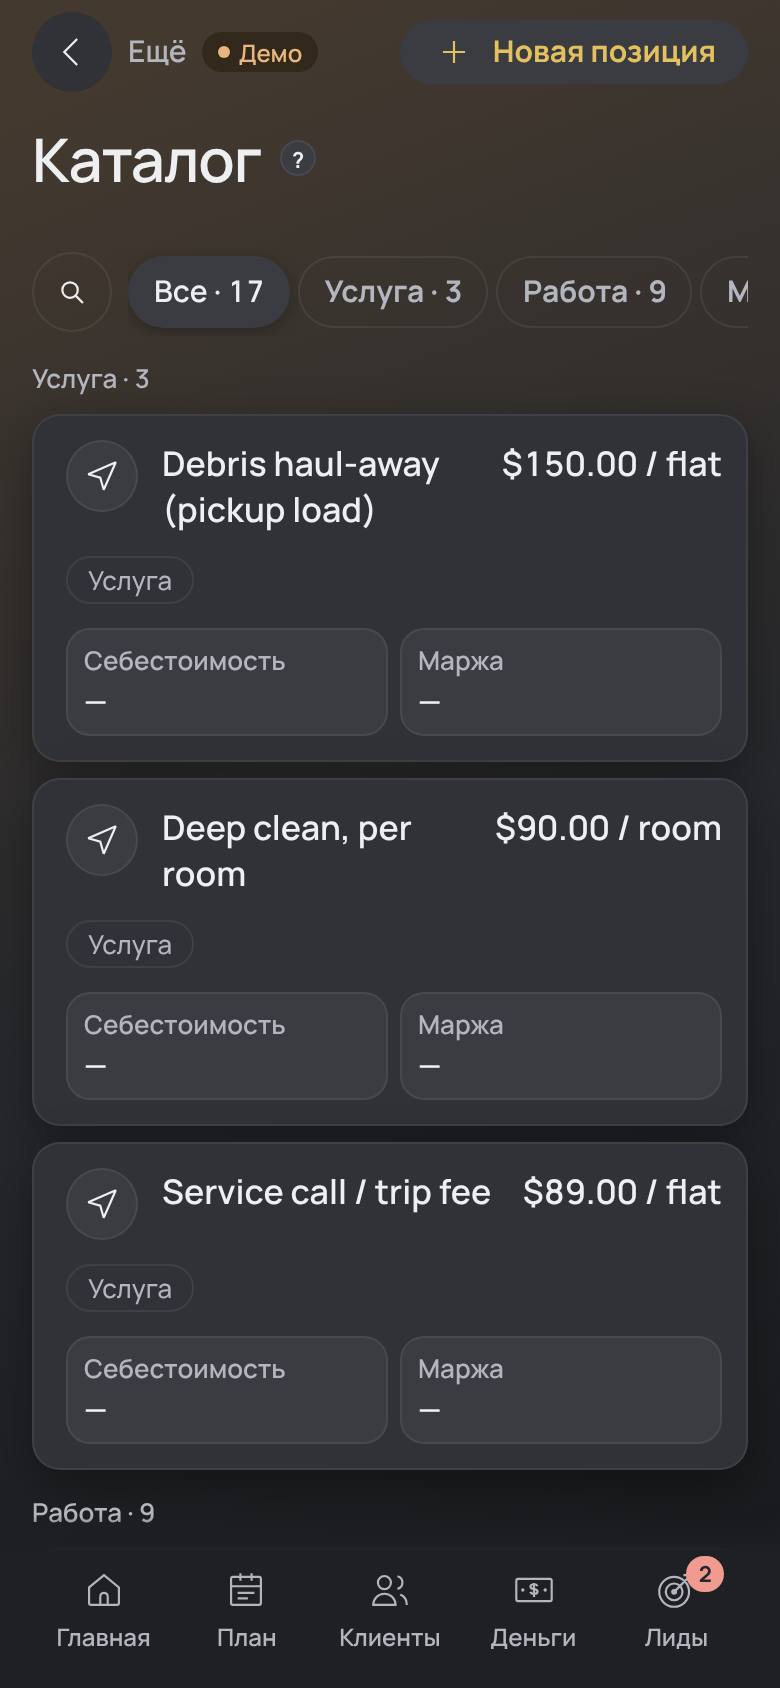 Ещё
Демо
+ Новая позиция
Каталог ?
Все · 17
Услуга · 3
Работа · 9
М
Услуга · 3
Debris haul-away (pickup load)
$150.00 / flat
Услуга
Себестоимость
—
Маржа
—
Deep clean, per room
$90.00 / room
Услуга
Себестоимость
—
Маржа
—
Service call / trip fee
$89.00 / flat
Услуга
Себестоимость
—
Маржа
—
Работа · 9
Главная
План
Клиенты
$
Деньги
2
Лиды